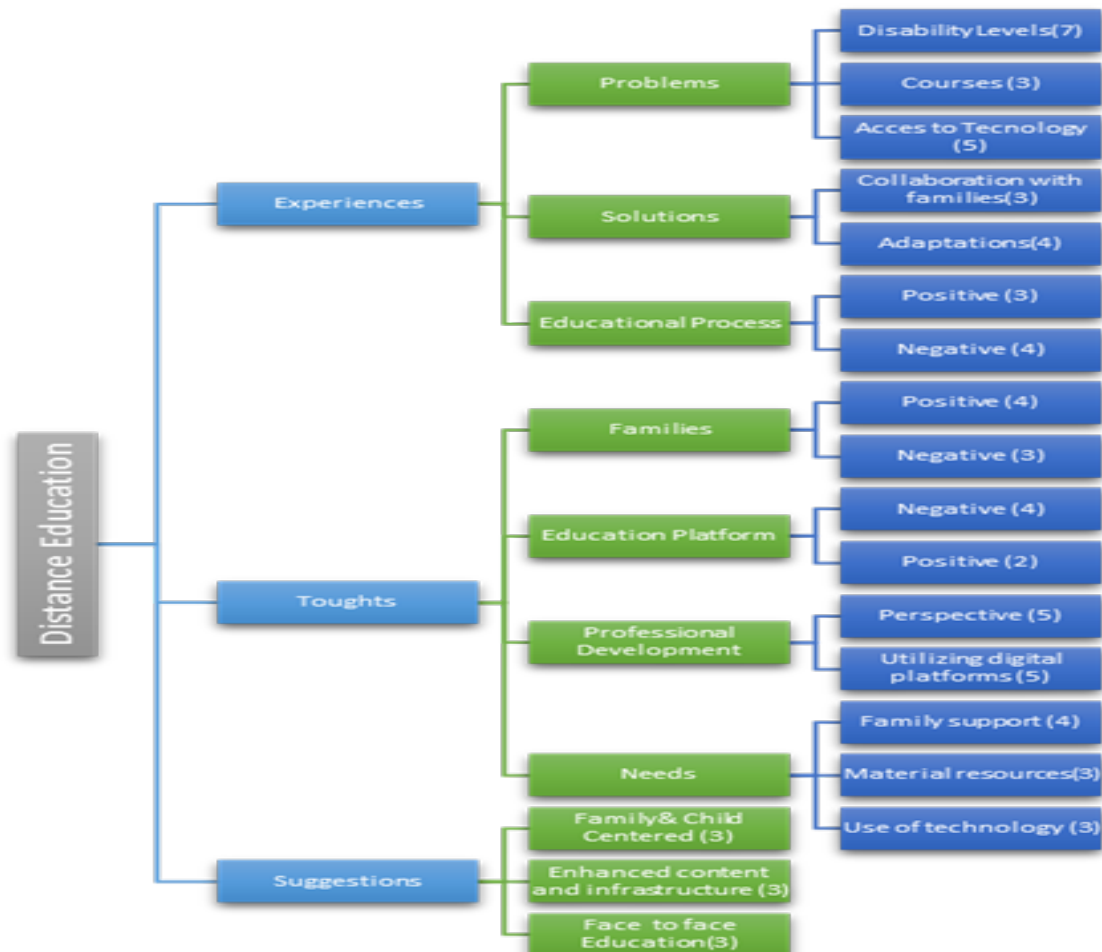 Distance Education
Experiences
Problems
Disability Levels(7)
Courses (3)
Acces to Tecnology
(5)
Solutions
Collaboration with
families(3)
Adaptations(4)
Educational Process
Positive (3)
Negative (4)
Toughts
Families
Positive (4)
Negative (3)
Education Platform
Negative (4)
Positive (2)
Professional
Development
Perspective (5)
Utilizing digital
platforms (5)
Needs
Family support (4)
Material resources(3)
Use of technology (3)
Suggestions
Family& Child
Centered (3)
Enhanced content
and infrastructure (3)
Face to face
Education(3)